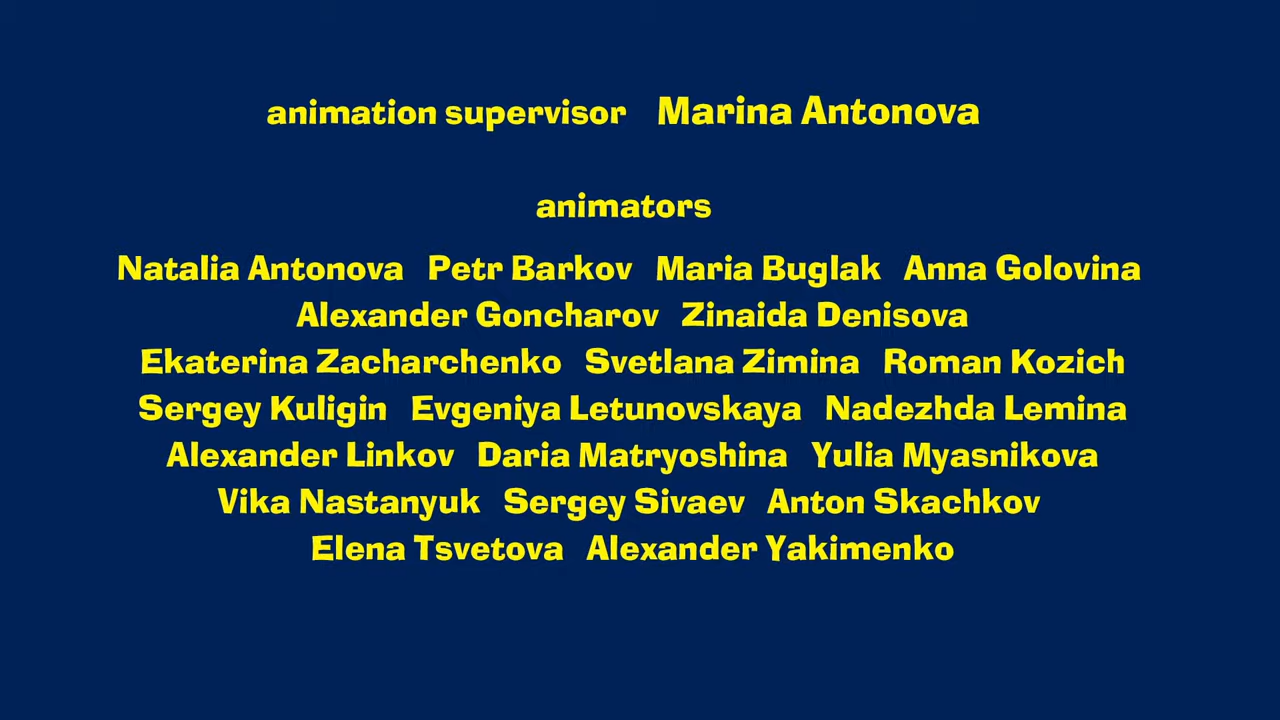 animation supervisor Marina Antonova
animators
Natalia Antonova Petr Barkov Maria Buglak Anna Golovina
Alexander Goncharov Zinaida Denisova
Ekaterina Zacharchenko Svetlana Zimina Roman Kozich
Sergey Kuligin Evgeniya Letunovskaya Nadezhda Lemina
Alexander Linkov Daria Matryoshina Yulia Myasnikova
Vika Nastanyuk Sergey Sivaev Anton Skachkov
Elena Tsvetova Alexander Yakimenko